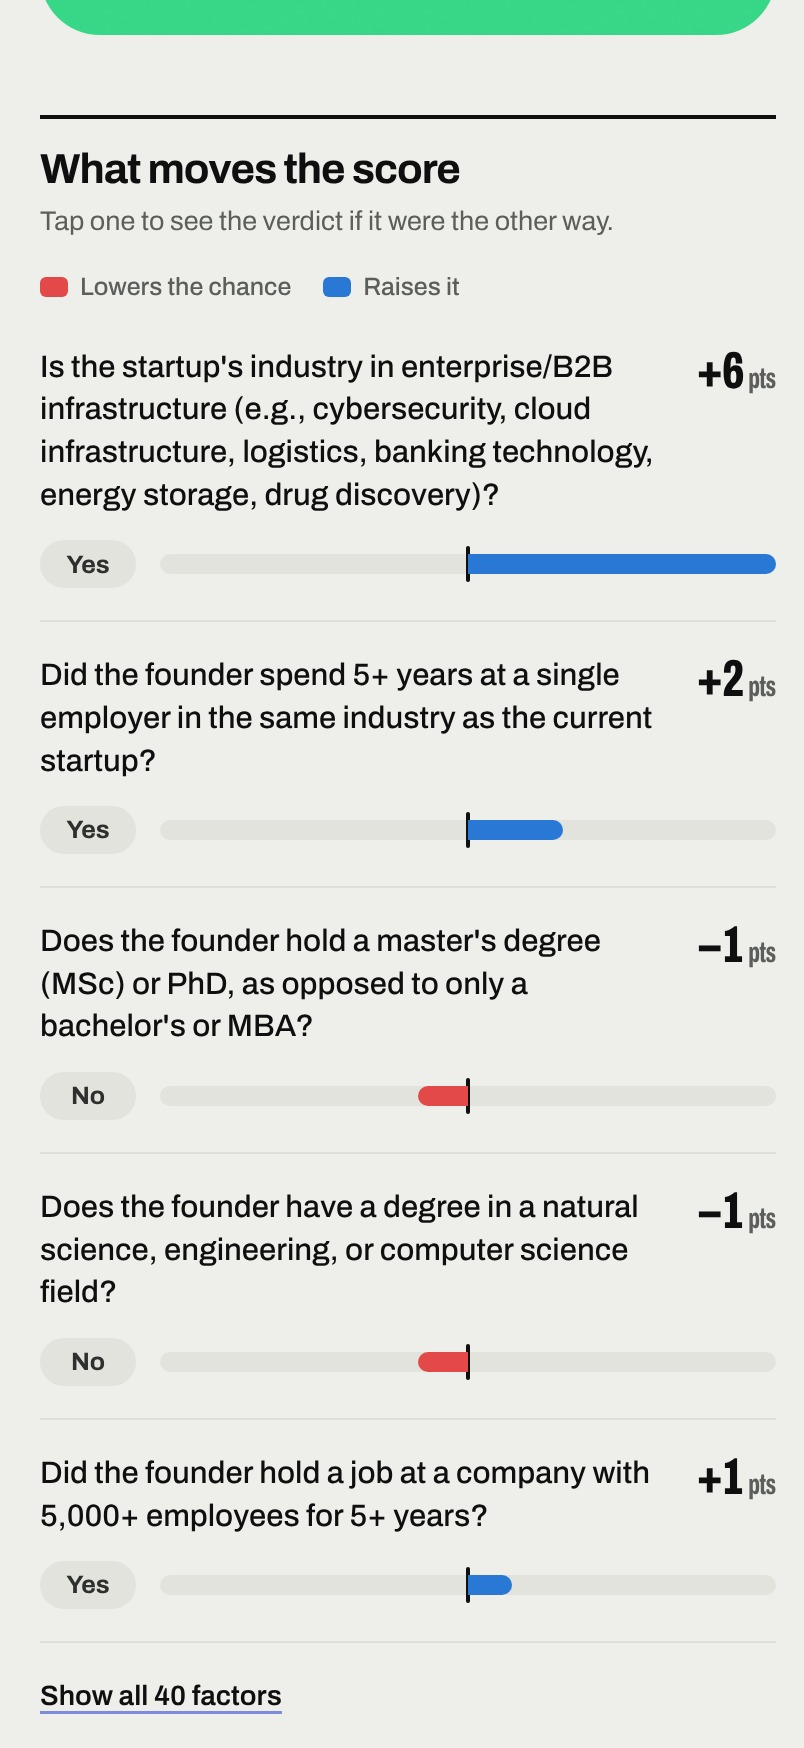 What moves the score
Tap one to see the verdict if it were the other way.
Lowers the chance Raises it
Is the startup's industry in enterprise/B2B
infrastructure (e.g., cybersecurity, cloud
infrastructure, logistics, banking technology,
energy storage, drug discovery)?
+6 pts
Yes
Did the founder spend 5+ years at a single
employer in the same industry as the current
startup?
+2 pts
Yes
Does the founder hold a master's degree
(MSc) or PhD, as opposed to only a
bachelor's or MBA?
−1 pts
No
Does the founder have a degree in a natural
science, engineering, or computer science
field?
−1 pts
No
Did the founder hold a job at a company with
5,000+ employees for 5+ years?
+1 pts
Yes
Show all 40 factors